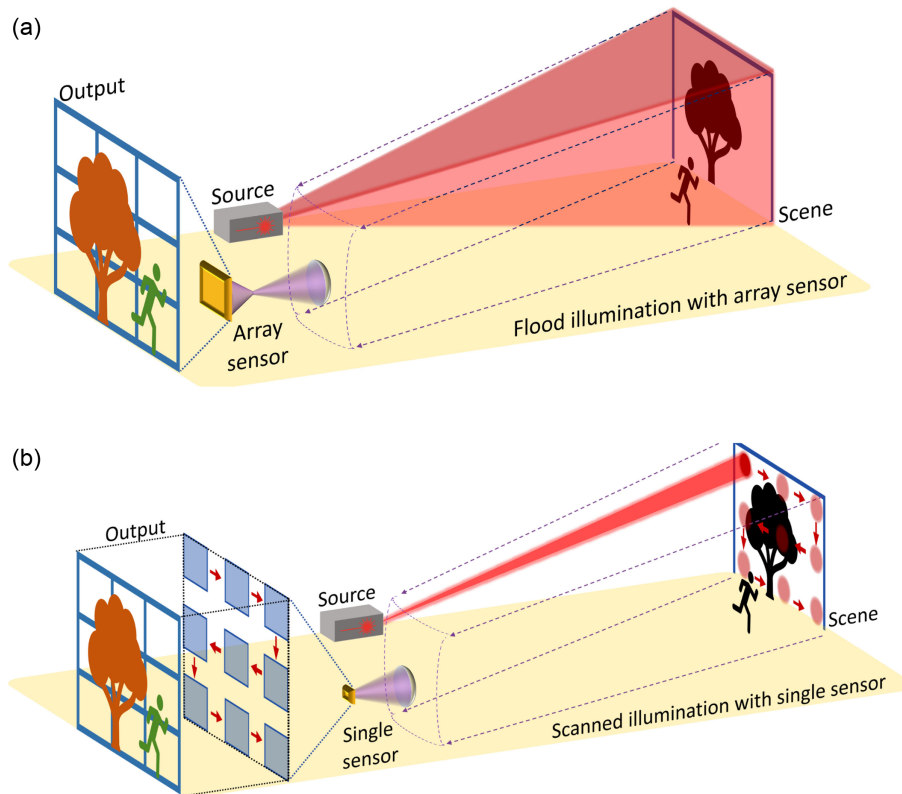 (a)
Output
Source
Scene
Array
sensor
Flood illumination with array sensor
(b)
Output
Source
Scene
Single
sensor
Scanned illumination with single sensor